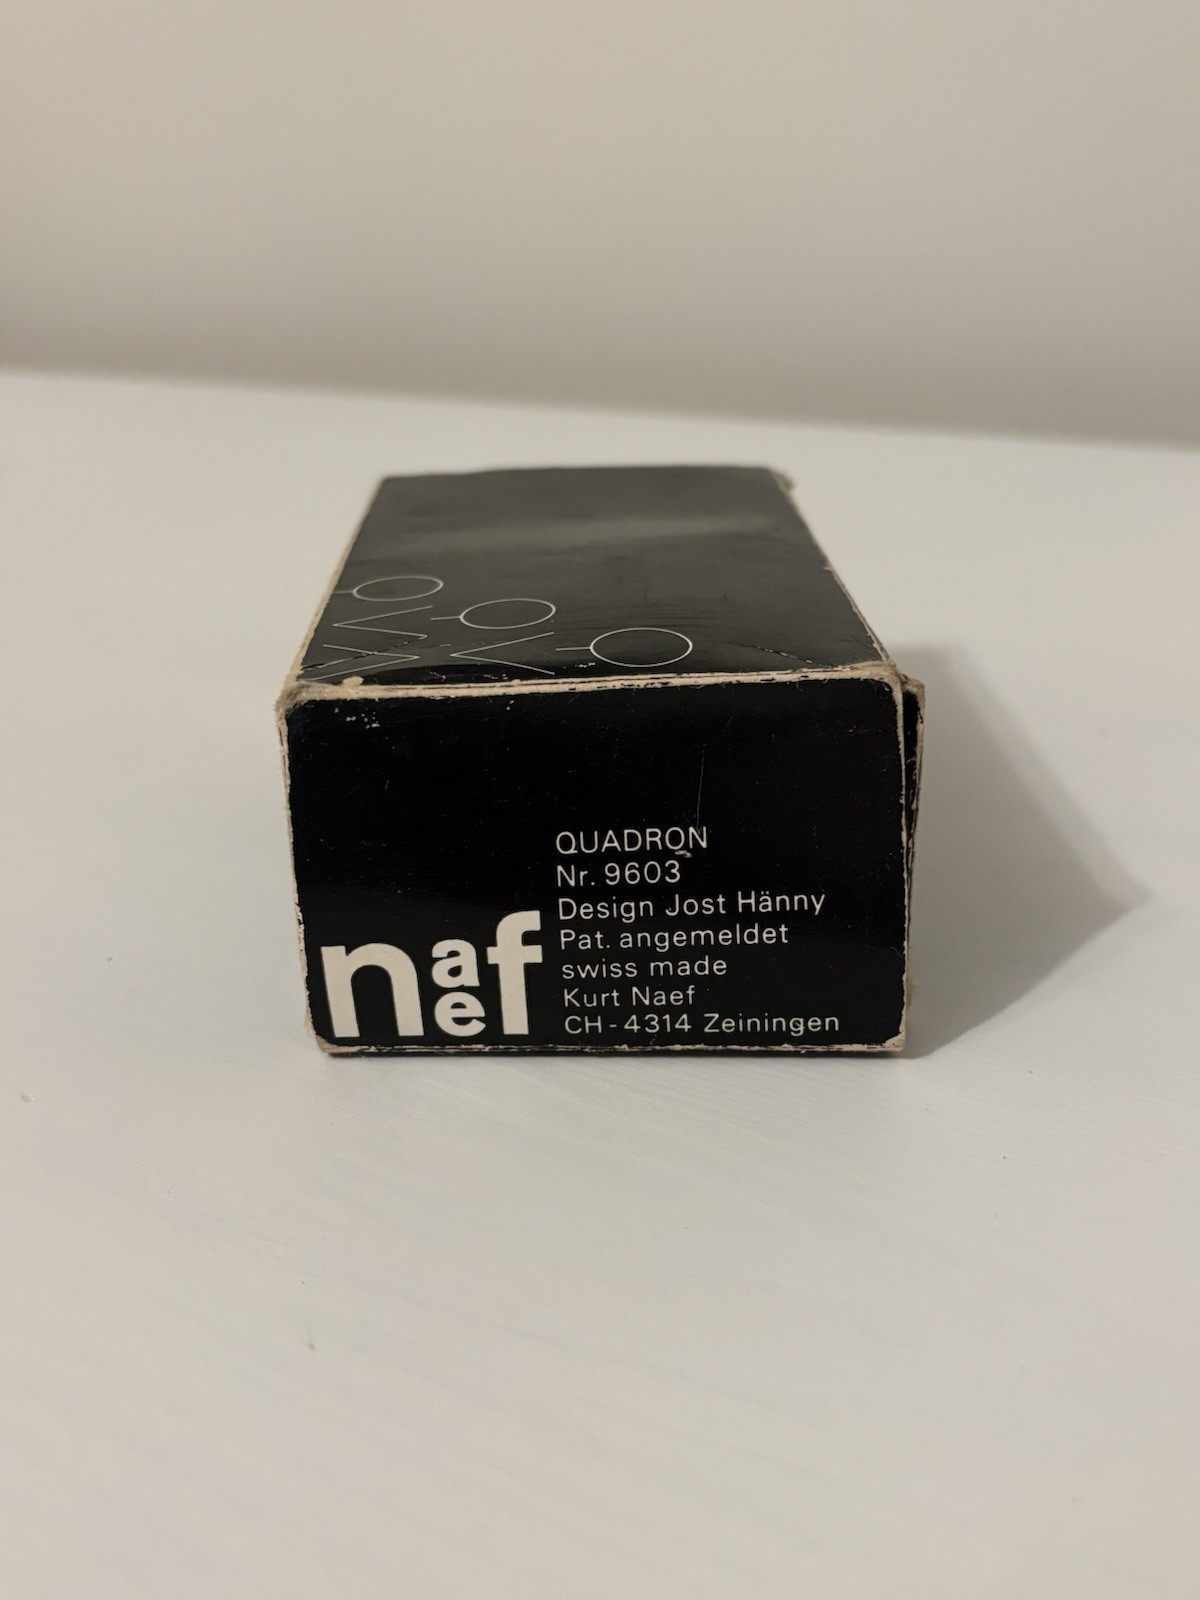 QUADRON
Nr. 9603
Design Jost Hänny
Pat. angemeldet
swiss made
Kurt Naef
CH-4314 Zeiningen
naef